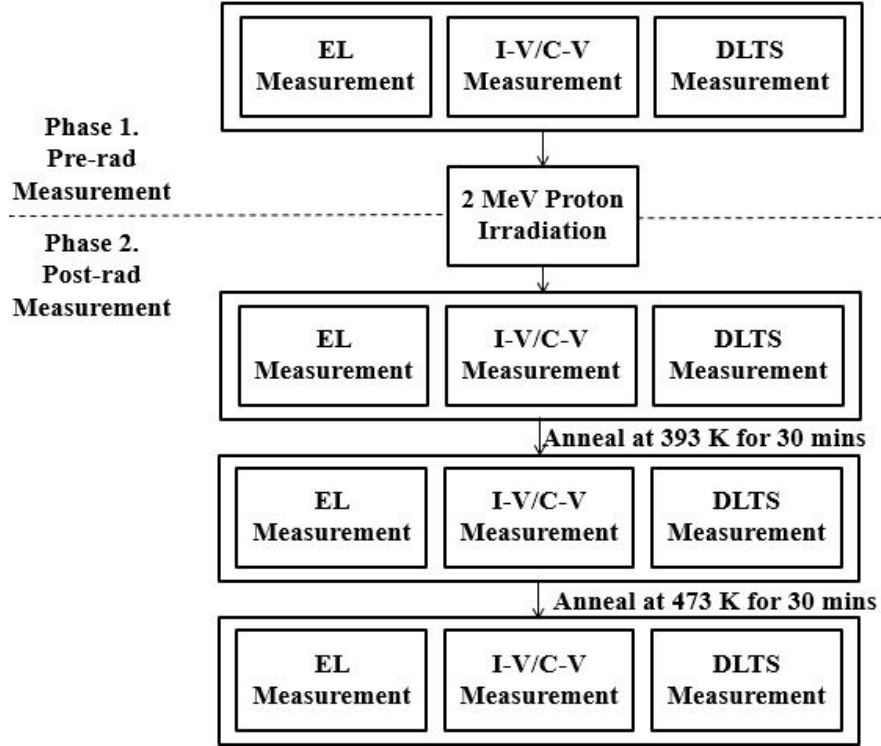 EL
Measurement
I-V/C-V
Measurement
DLTS
Measurement
Phase 1.
Pre-rad
Measurement
2 MeV Proton
Irradiation
Phase 2.
Post-rad
Measurement
EL
Measurement
I-V/C-V
Measurement
DLTS
Measurement
Anneal at 393 K for 30 mins
EL
Measurement
I-V/C-V
Measurement
DLTS
Measurement
Anneal at 473 K for 30 mins
EL
Measurement
I-V/C-V
Measurement
DLTS
Measurement